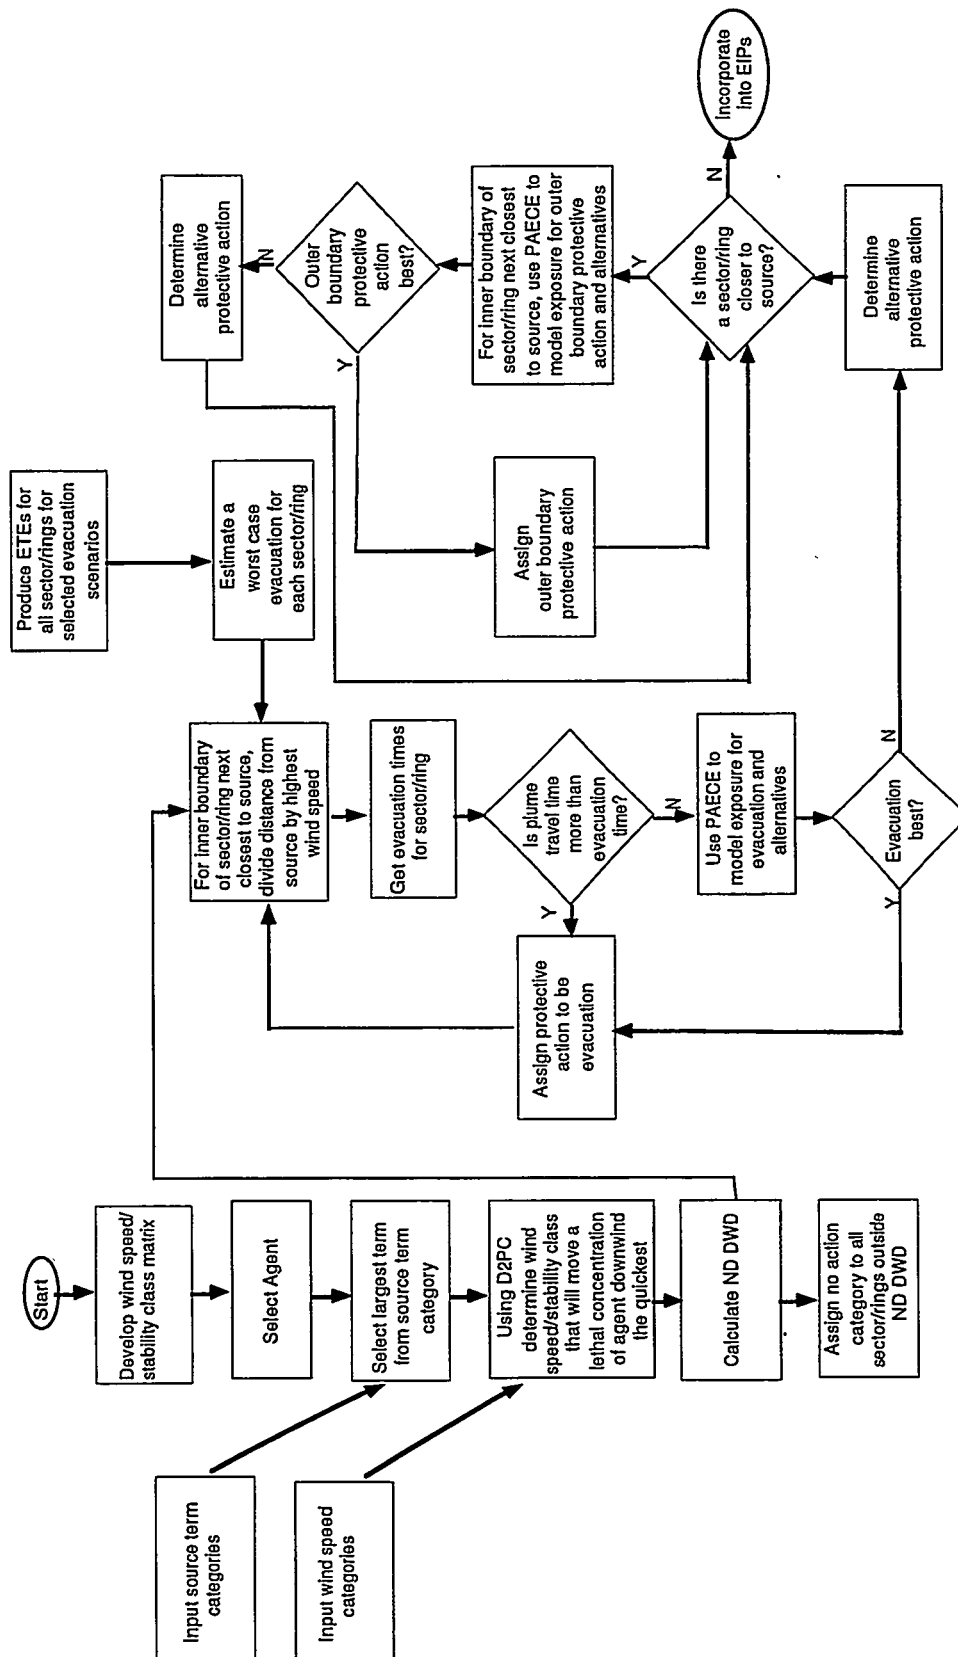 Start
Develop wind speed/
stability class matrix
Select Agent
Input source term
categories
Select largest term
from source term
category
Input wind speed
categories
Using D2PC
determine wind
speed/stability class
that will move a
lethal concentration
of agent downwind
the quickest
Calculate ND DWD
Assign no action
category to all
sector/rings outside
ND DWD
Produce ETEs for
all sector/rings for
selected evacuation
scenarios
Estimate a
worst case
evacuation for
each sector/ring
For inner boundary
of sector/ring next
closest to source,
divide distance from
source by highest
wind speed
Get evacuation times
for sector/ring
Is plume
travel time
more than
evacuation
time?
Y
N
Assign protective
action to be
evacuation
Use PAECE to
model exposure for
evacuation and
alternatives
Evacuation
best?
Y
N
Determine
alternative
protective action
Is there
a sector/ring
closer to
source?
Y
N
Incorporate
into EIPs
For inner boundary of
sector/ring next closest
to source, use PAECE to
model exposure for outer
boundary protective
action and alternatives
Outer
boundary
protective
action
best?
Y
N
Assign
outer boundary
protective action
Determine
alternative
protective action